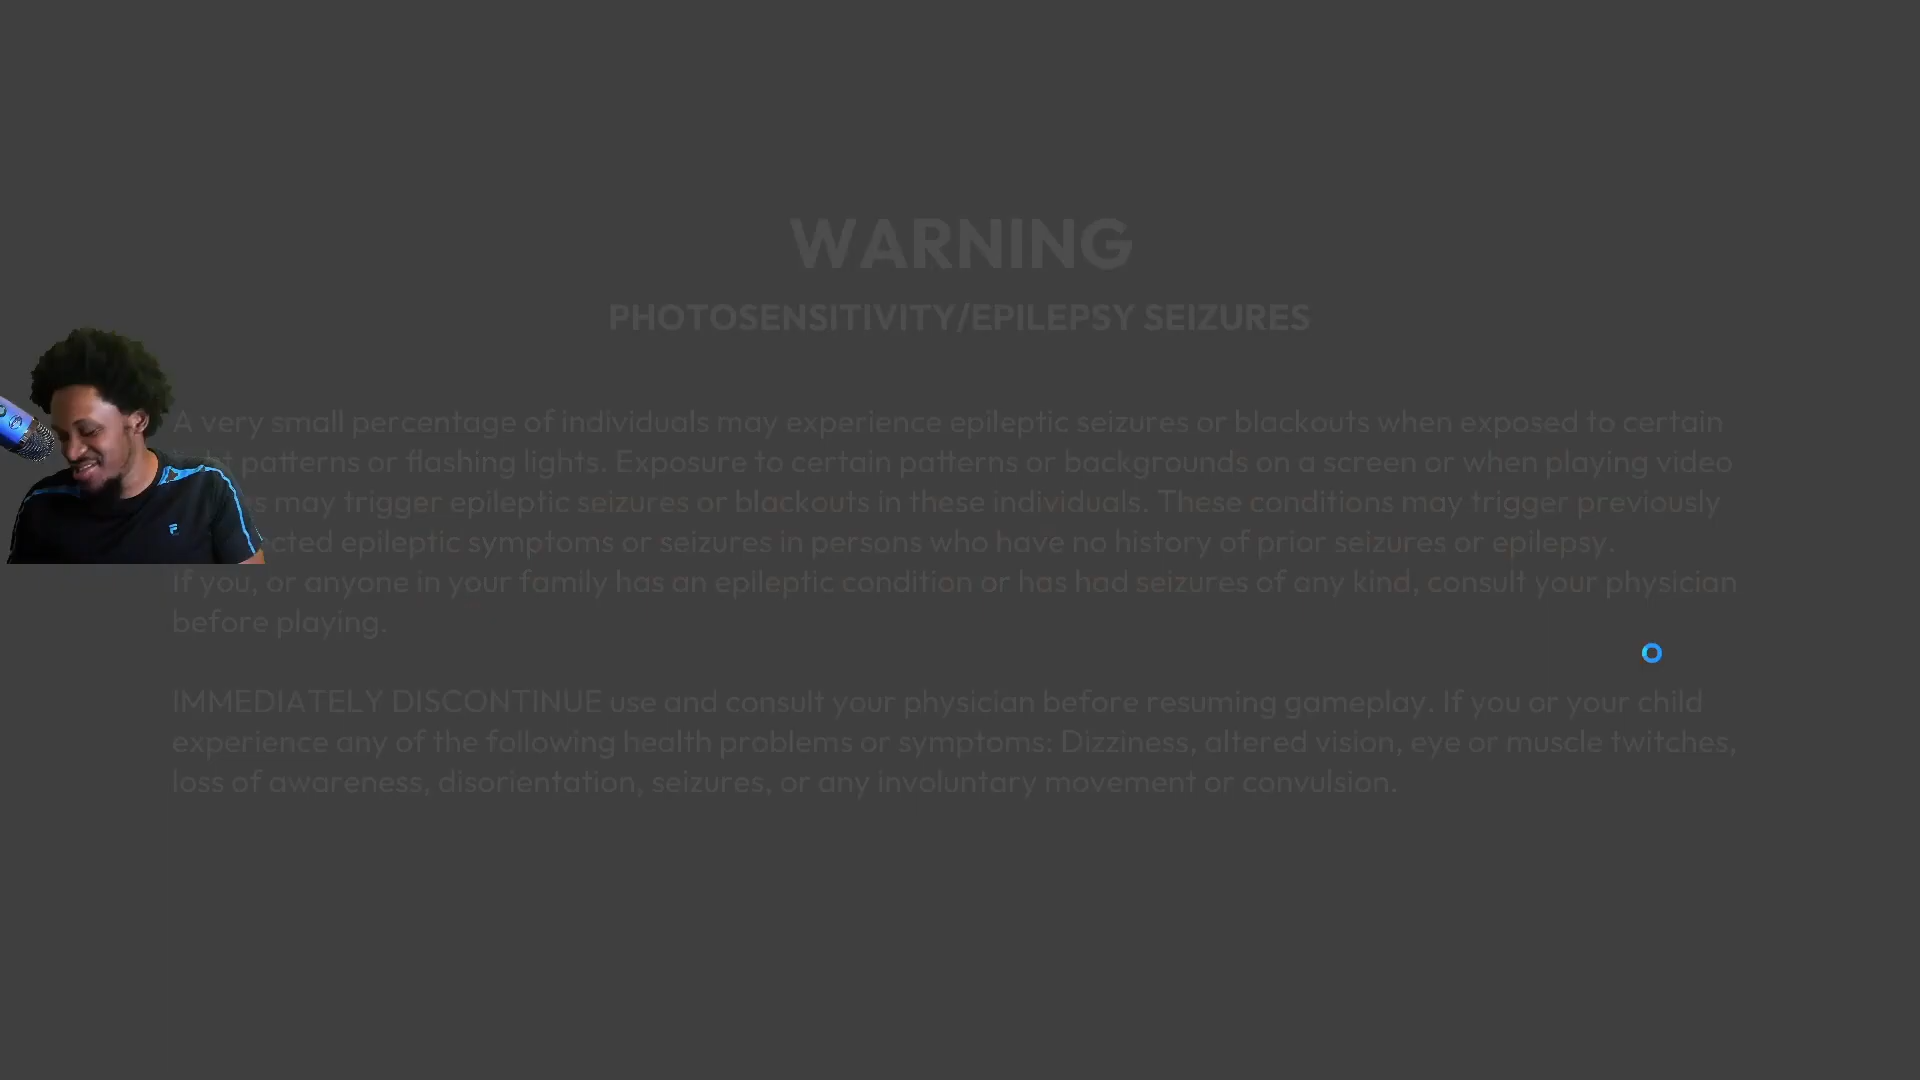 WARNING
PHOTOSENSITIVITY/EPILEPSY SEIZURES
A very small percentage of individuals may experience epileptic seizures or blackouts when exposed to certain
patterns or flashing lights. Exposure to certain patterns or backgrounds on a screen or when playing video
may trigger epileptic seizures or blackouts in these individuals. These conditions may trigger previously
epileptic symptoms or seizures in persons who have no history of prior seizures or epilepsy.
If you, or anyone in your family has an epileptic condition or has had seizures of any kind, consult your physician
before playing.
IMMEDIATELY DISCONTINUE use and consult your physician before resuming gameplay. If you or your child
experience any of the following health problems or symptoms: Dizziness, altered vision, eye or muscle twitches,
loss of awareness, disorientation, seizures, or any involuntary movement or convulsion.